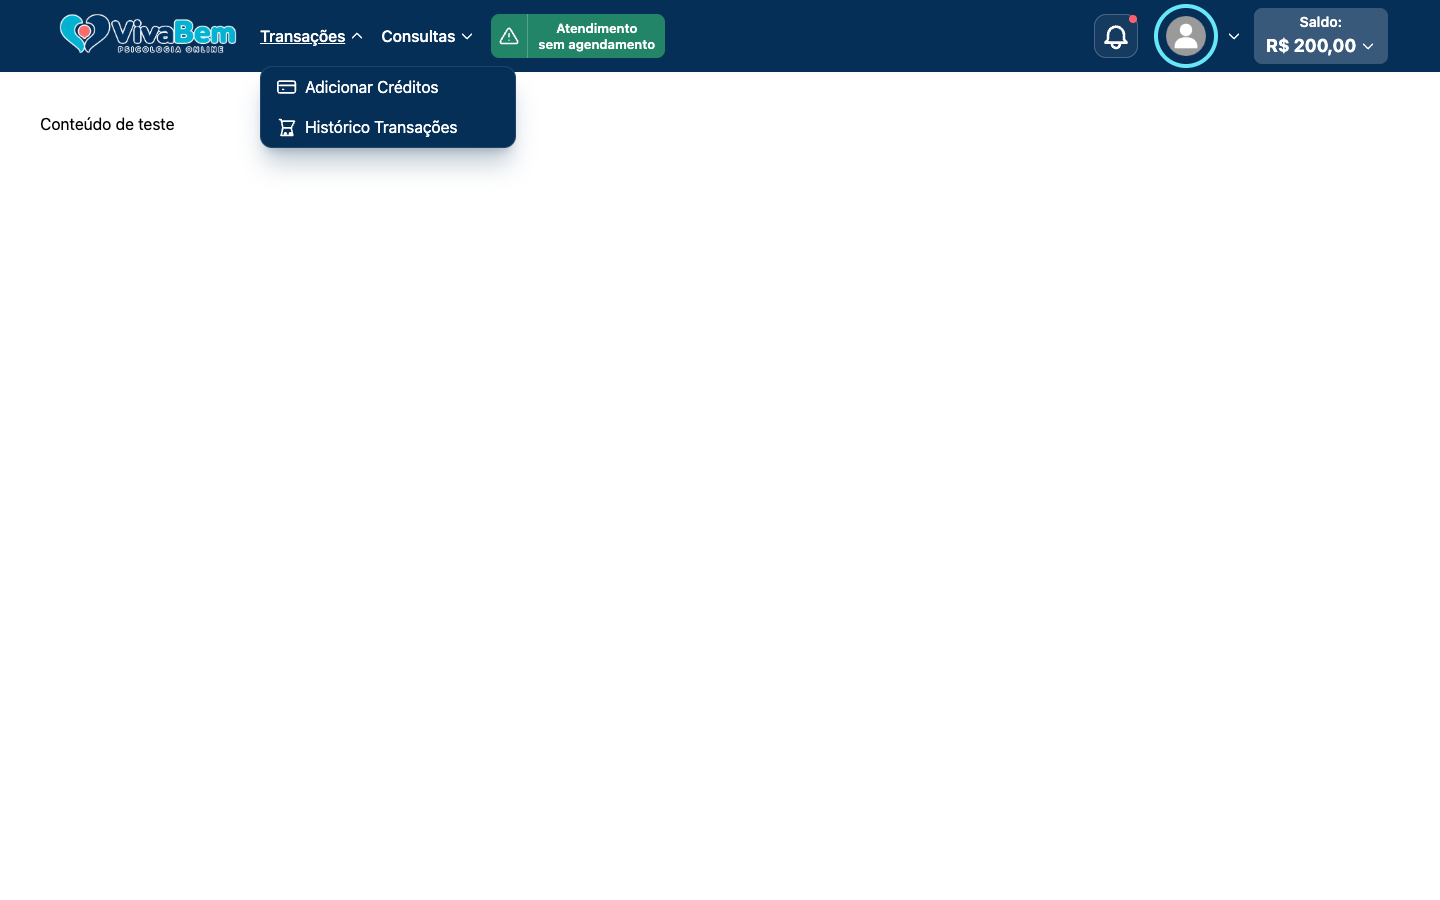 VivaBem
PSICOLOGIA ONLINE
Transações
Consultas
Atendimento
sem agendamento
Saldo:
R$ 200,00
Adicionar Créditos
Histórico Transações
Conteúdo de teste